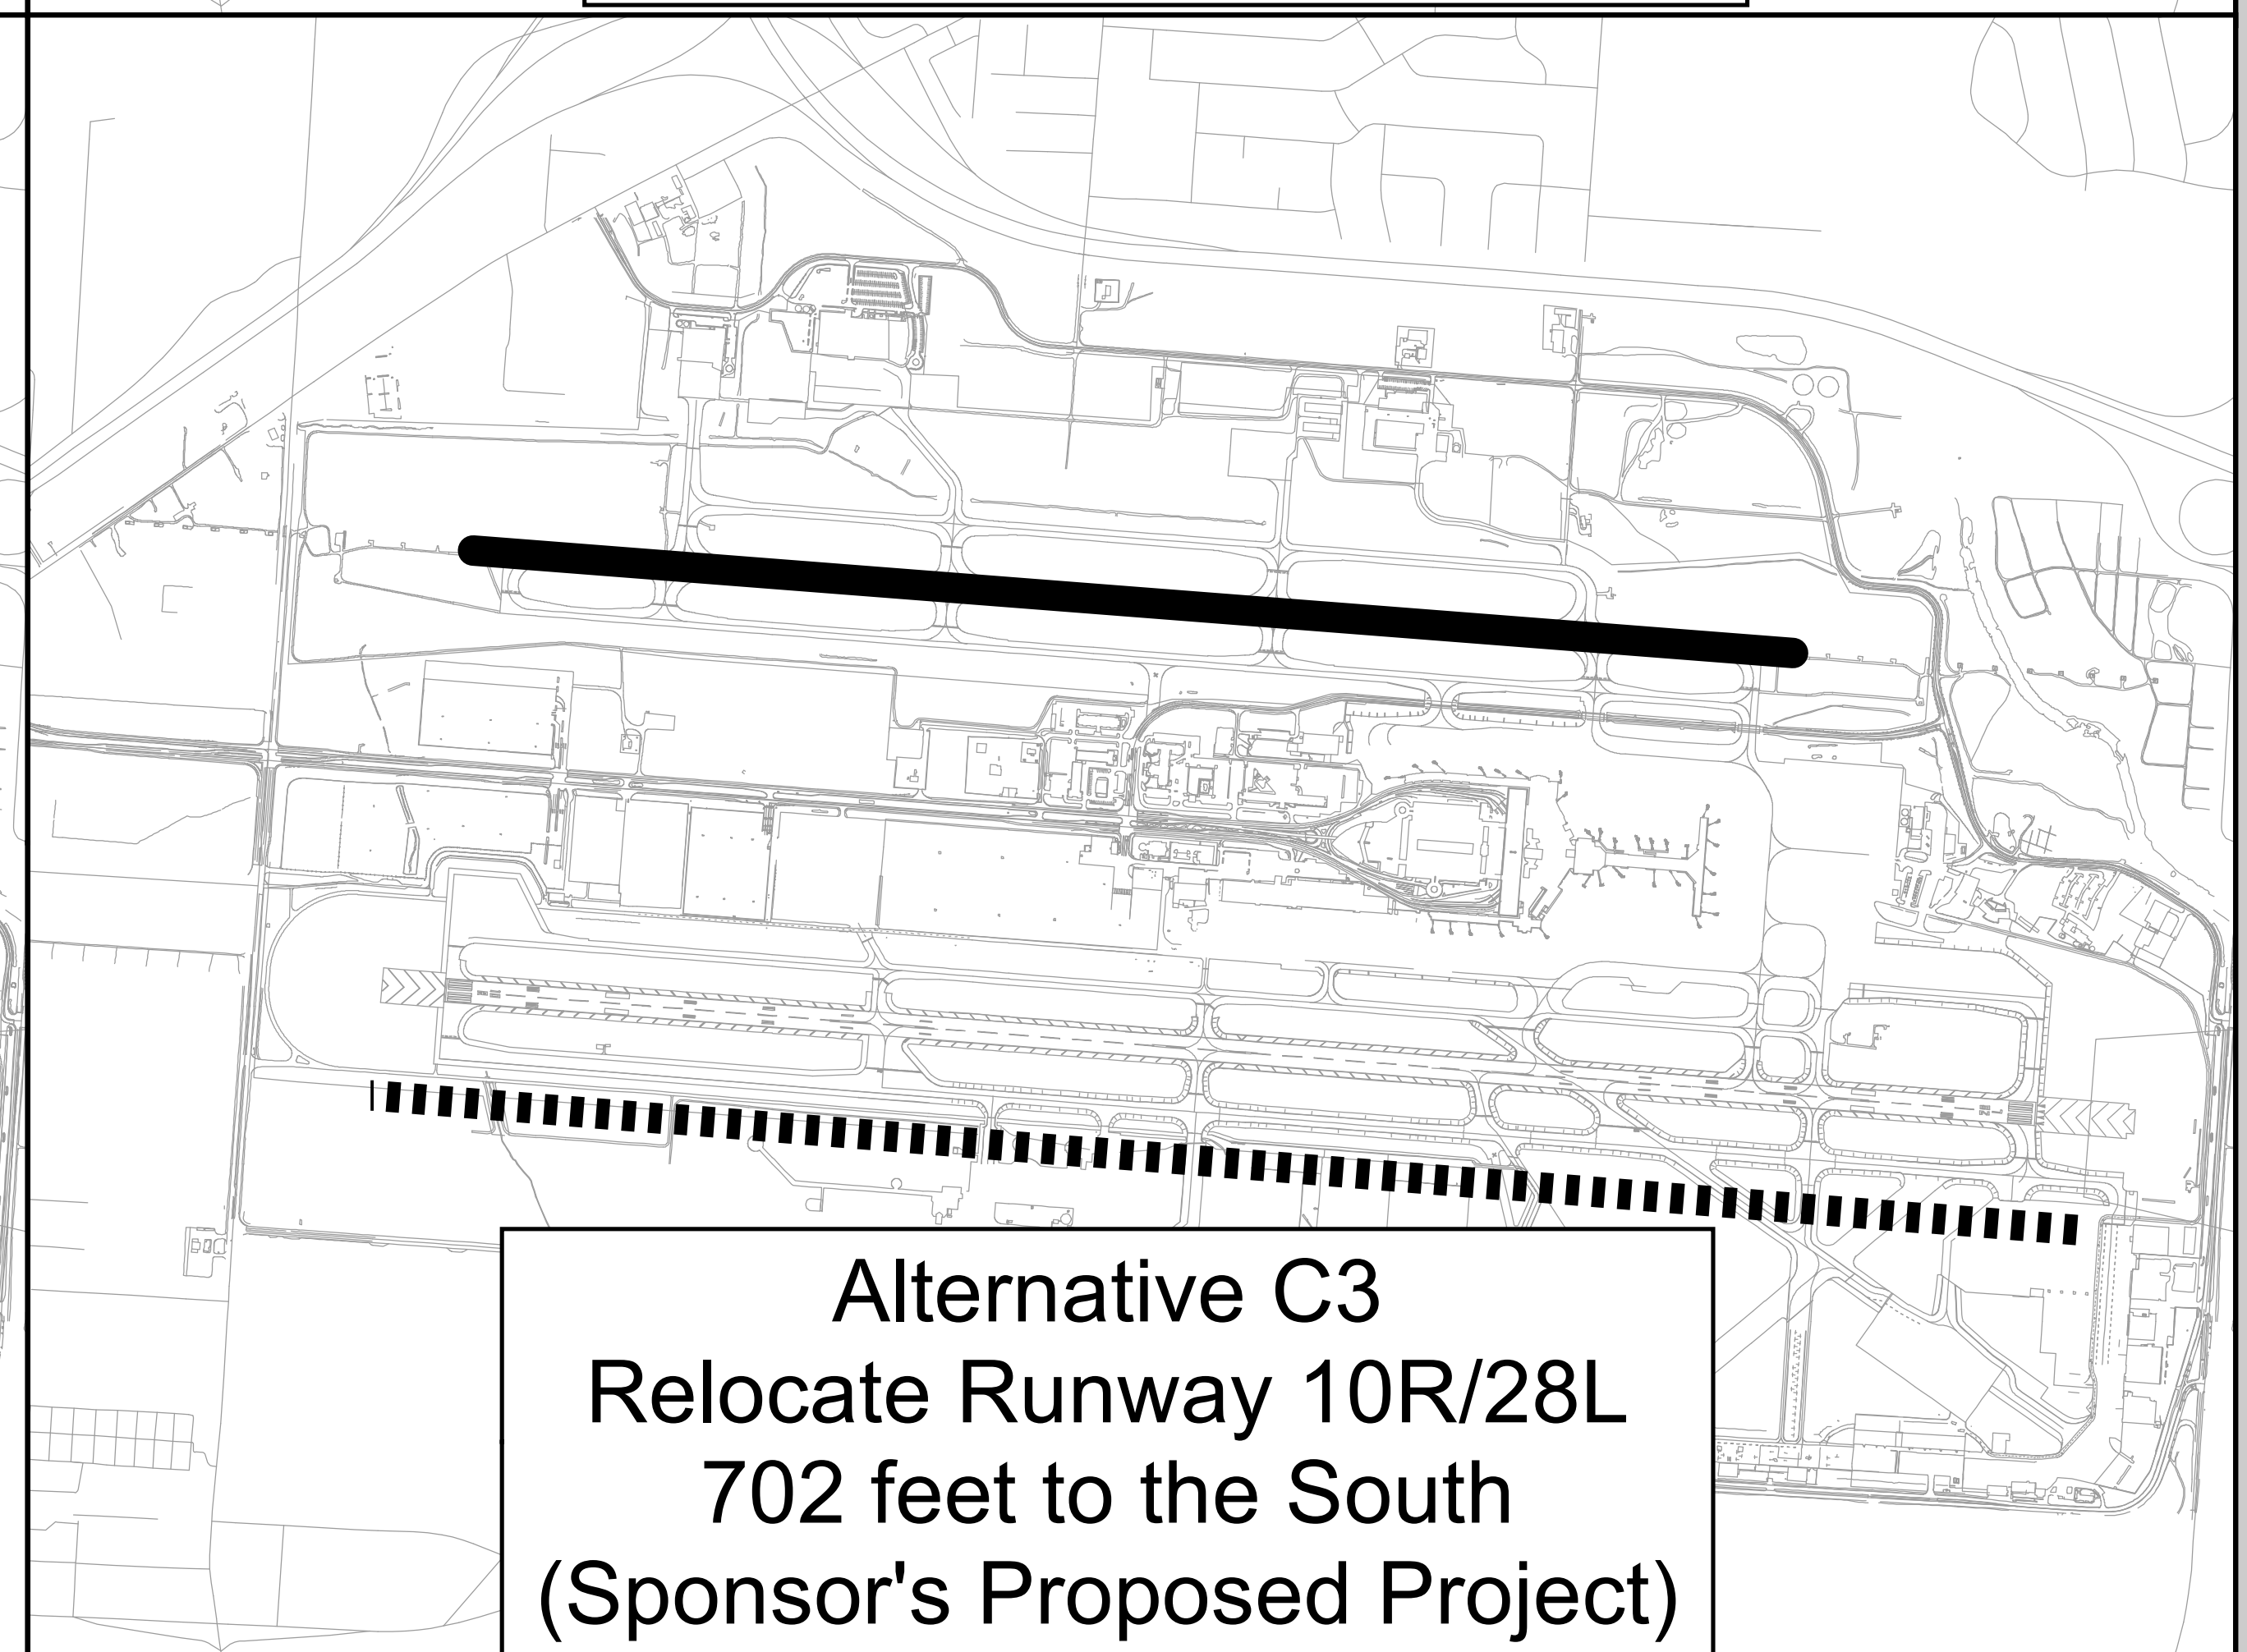 Alternative C3
Relocate Runway 10R/28L
702 feet to the South
(Sponsor's Proposed Project)